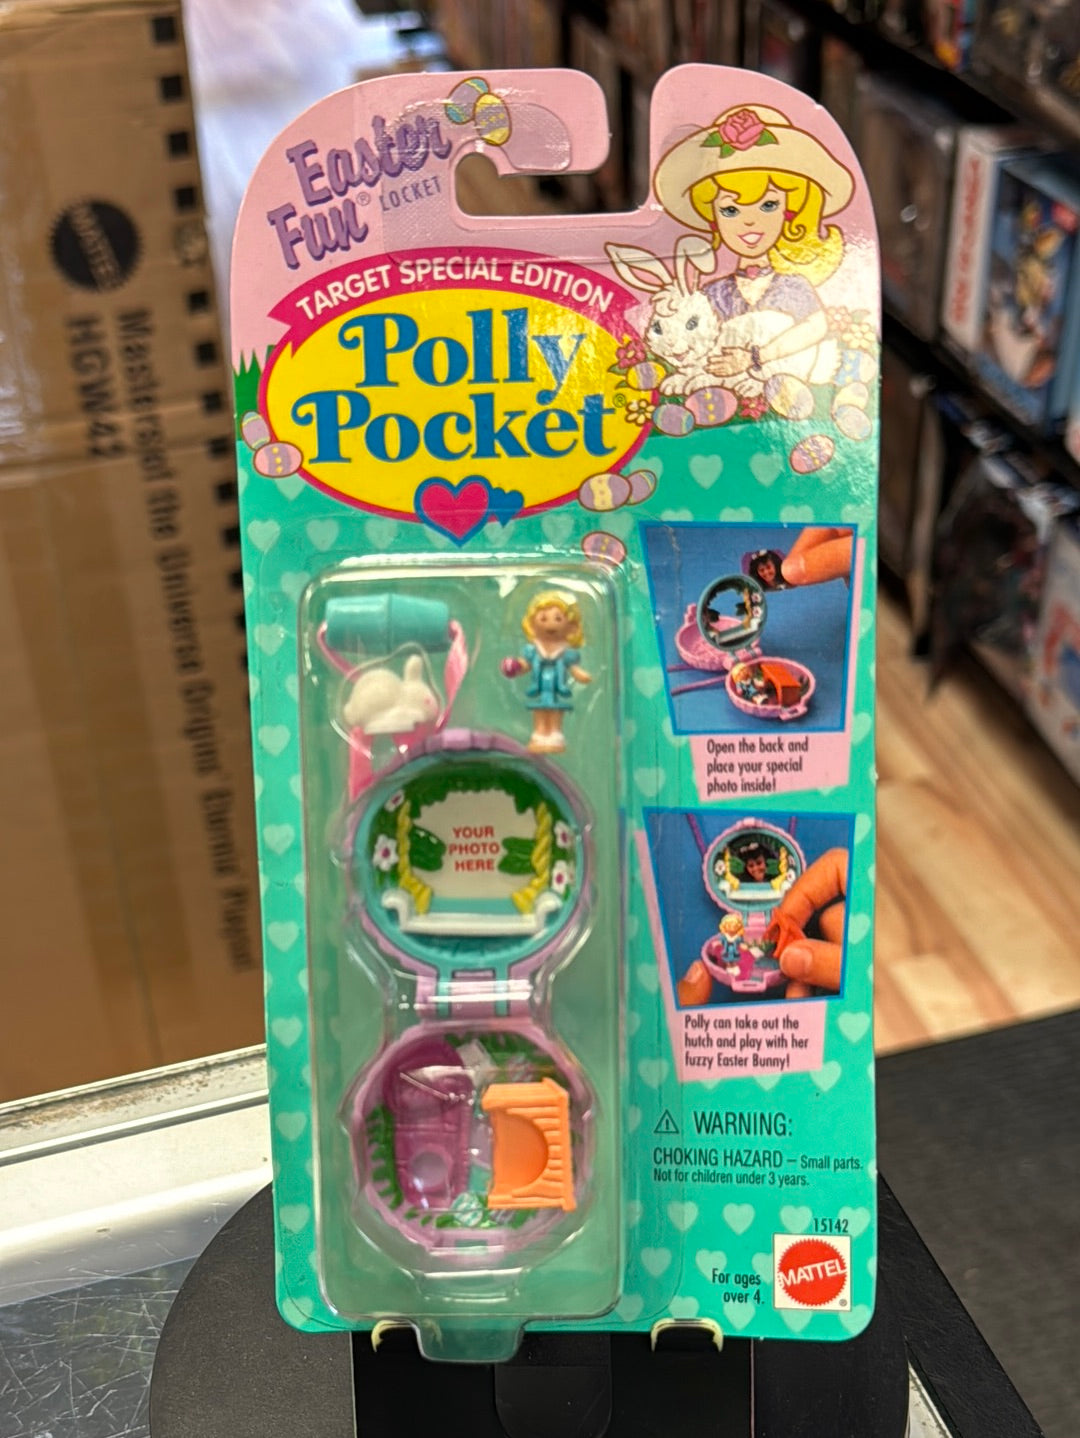 Easter
Fun® LOCKET
TARGET SPECIAL EDITION
Polly
Pocket®
YOUR
PHOTO
HERE
Open the back and
place your special
photo inside!
Polly can take out the
hutch and play with her
fuzzy Easter Bunny!
⚠ WARNING:
CHOKING HAZARD – Small parts.
Not for children under 3 years.
15142
For ages
over 4.
MATTEL®
MATTEL
Masters of the Universe Origins
HGW42